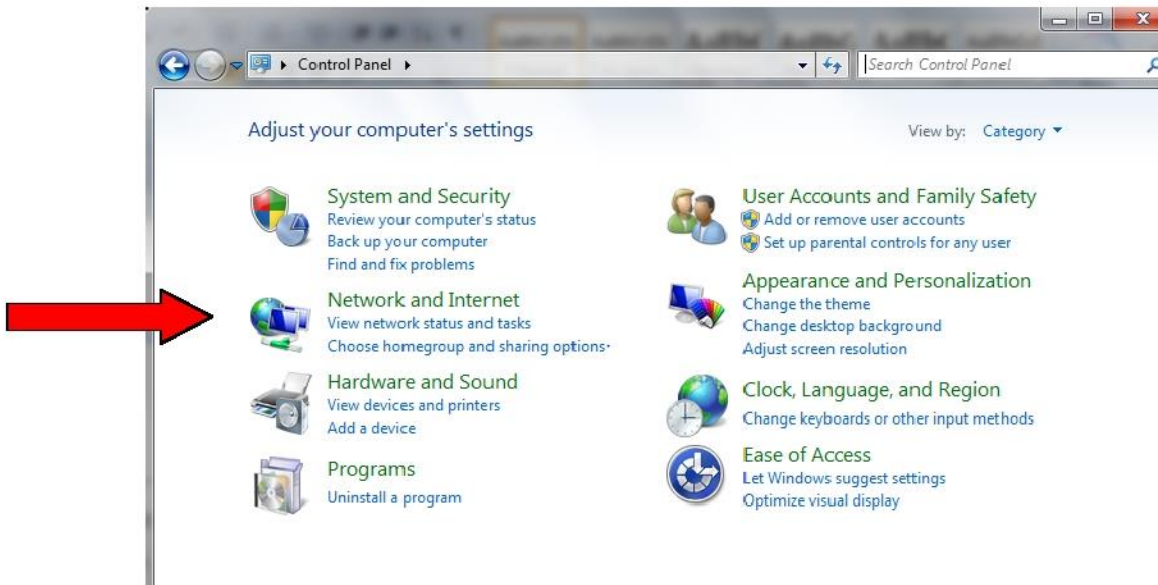 Control Panel
Search Control Panel
Adjust your computer's settings
View by: Category
System and Security
Review your computer's status
Back up your computer
Find and fix problems
Network and Internet
View network status and tasks
Choose homegroup and sharing options
Hardware and Sound
View devices and printers
Add a device
Programs
Uninstall a program
User Accounts and Family Safety
Add or remove user accounts
Set up parental controls for any user
Appearance and Personalization
Change the theme
Change desktop background
Adjust screen resolution
Clock, Language, and Region
Change keyboards or other input methods
Ease of Access
Let Windows suggest settings
Optimize visual display